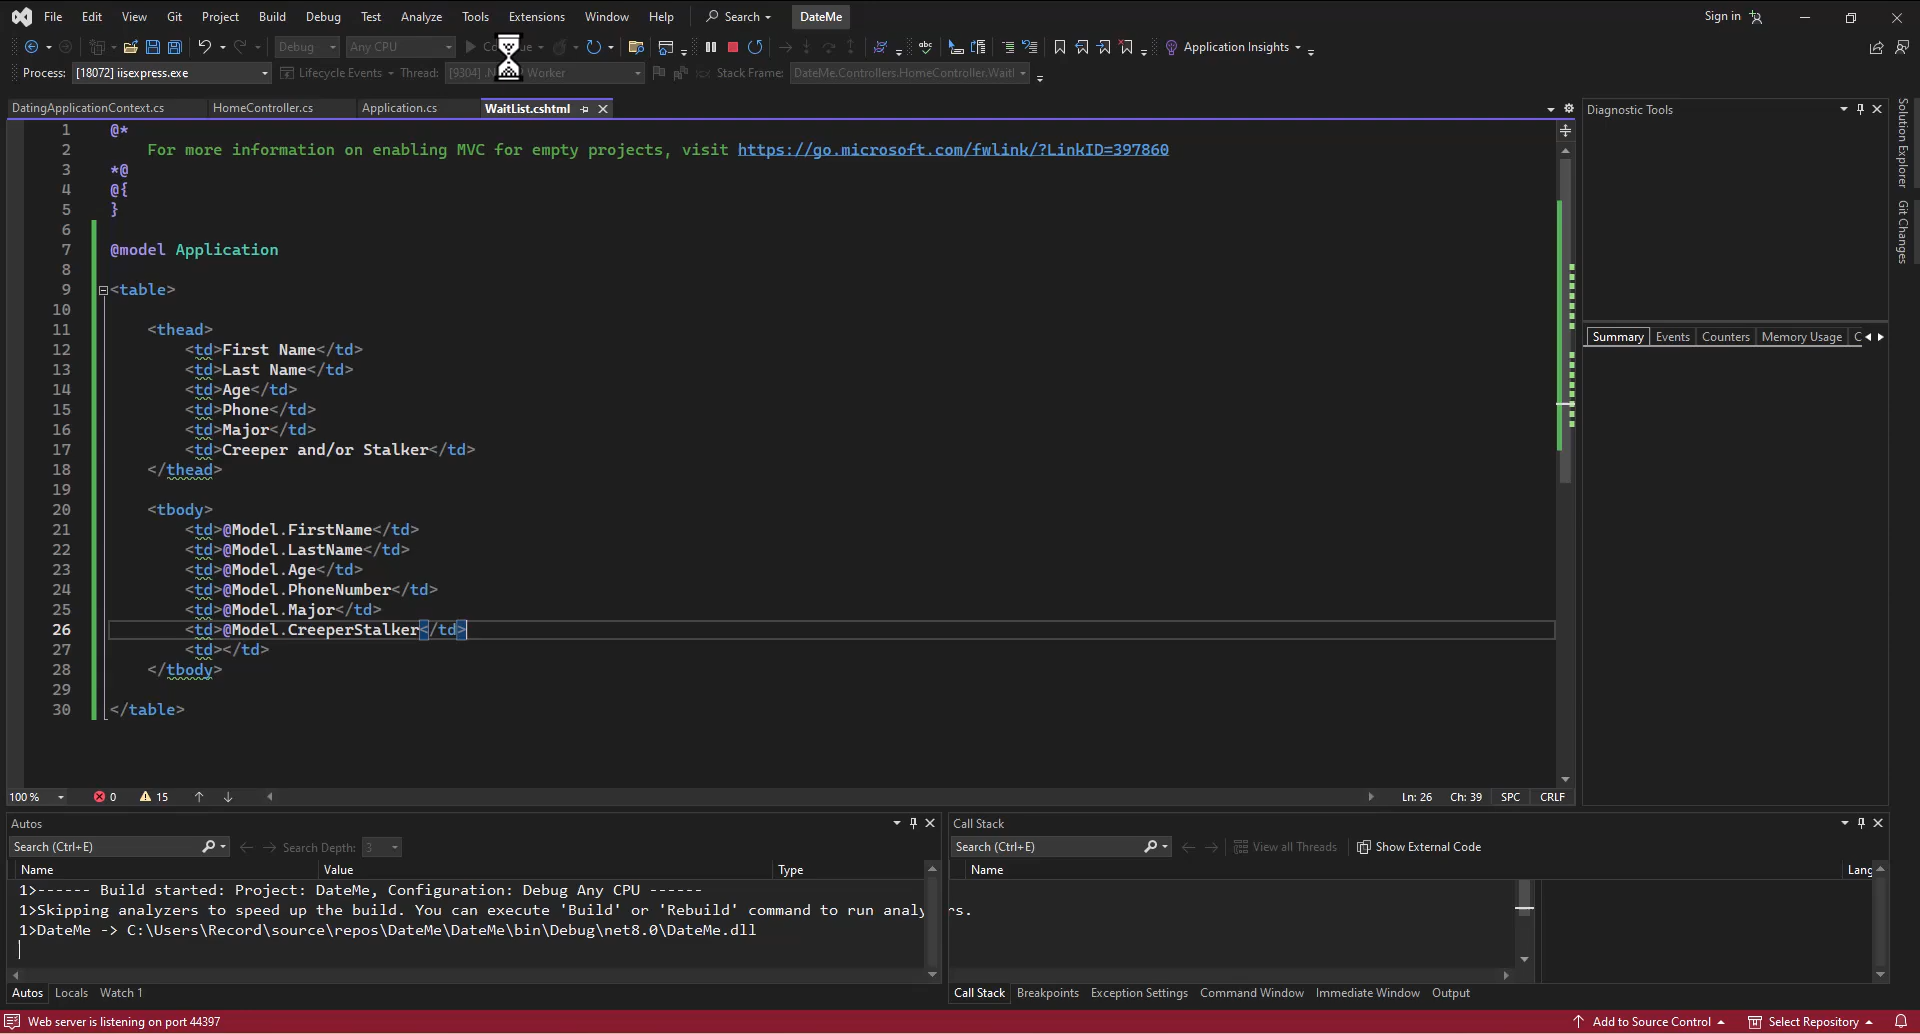 File Edit View Git Project Build Debug Test Analyze Tools Extensions Window Help Search DateMe Sign in
Debug Any CPU Application Insights
Process: [18072] iisexpress.exe Lifecycle Events Thread: [9304] Worker Stack Frame: DateMe.Controllers.HomeController.Waitl
DatingApplicationContext.cs HomeController.cs Application.cs WaitList.cshtml
Diagnostic Tools
Solution Explorer
Git Changes
1 @*
2 For more information on enabling MVC for empty projects, visit https://go.microsoft.com/fwlink/?LinkID=397860
3 *@
4 @{
5 }
6
7 @model Application
8
9 <table>
10
11 <thead>
12 <td>First Name</td>
13 <td>Last Name</td>
14 <td>Age</td>
15 <td>Phone</td>
16 <td>Major</td>
17 <td>Creeper and/or Stalker</td>
18 </thead>
19
20 <tbody>
21 <td>@Model.FirstName</td>
22 <td>@Model.LastName</td>
23 <td>@Model.Age</td>
24 <td>@Model.PhoneNumber</td>
25 <td>@Model.Major</td>
26 <td>@Model.CreeperStalker</td>
27 <td></td>
28 </tbody>
29
30 </table>
Summary Events Counters Memory Usage C
100 % 0 15 Ln: 26 Ch: 39 SPC CRLF
Autos
Search (Ctrl+E) Search Depth: 3
Name Value Type
1>------ Build started: Project: DateMe, Configuration: Debug Any CPU ------
1>Skipping analyzers to speed up the build. You can execute 'Build' or 'Rebuild' command to run analy rs.
1>DateMe -> C:\Users\Record\source\repos\DateMe\DateMe\bin\Debug\net8.0\DateMe.dll
Autos Locals Watch 1
Call Stack
Search (Ctrl+E) View all Threads Show External Code
Name Lang
Call Stack Breakpoints Exception Settings Command Window Immediate Window Output
Web server is listening on port 44397 Add to Source Control Select Repository